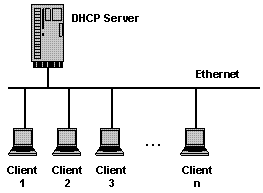 DHCP Server
Ethernet
Client
1
Client
2
Client
3
. . .
Client
n